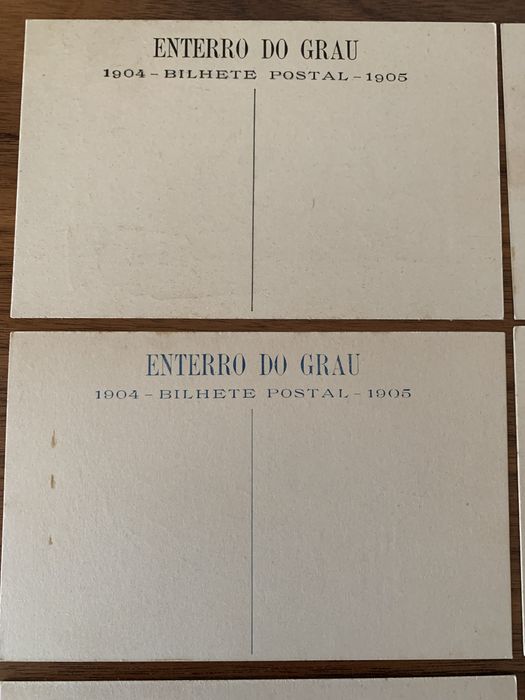 ENTERRO DO GRAU
1904 - BILHETE POSTAL - 1905
ENTERRO DO GRAU
1904 - BILHETE POSTAL - 1905